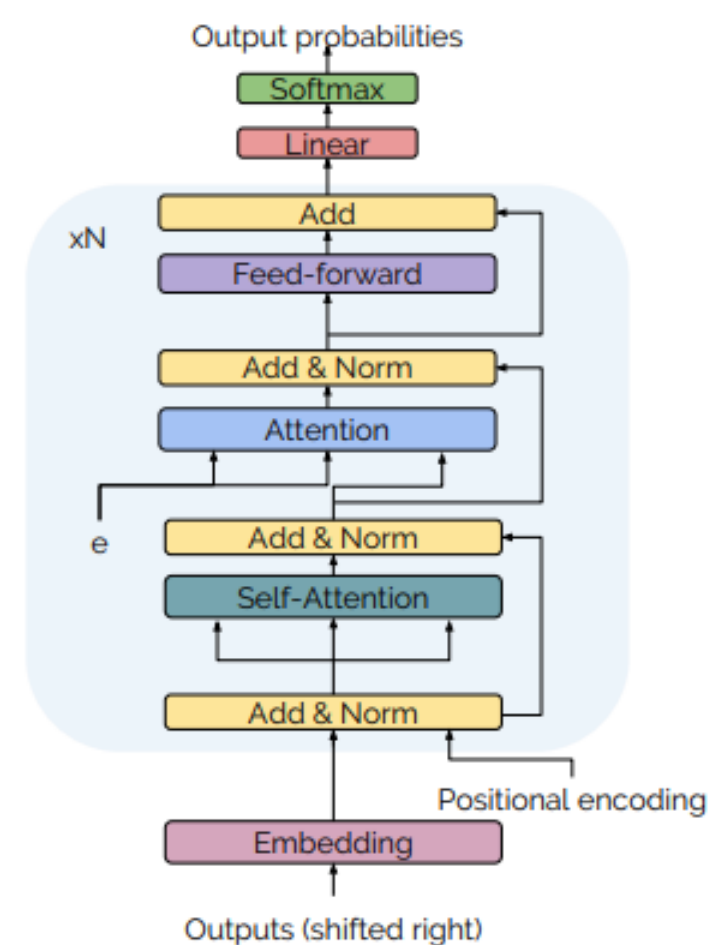 Output probabilities
Softmax
Linear
Add
xN
Feed-forward
Add & Norm
Attention
Add & Norm
e
Self-Attention
Add & Norm
Positional encoding
Embedding
Outputs (shifted right)